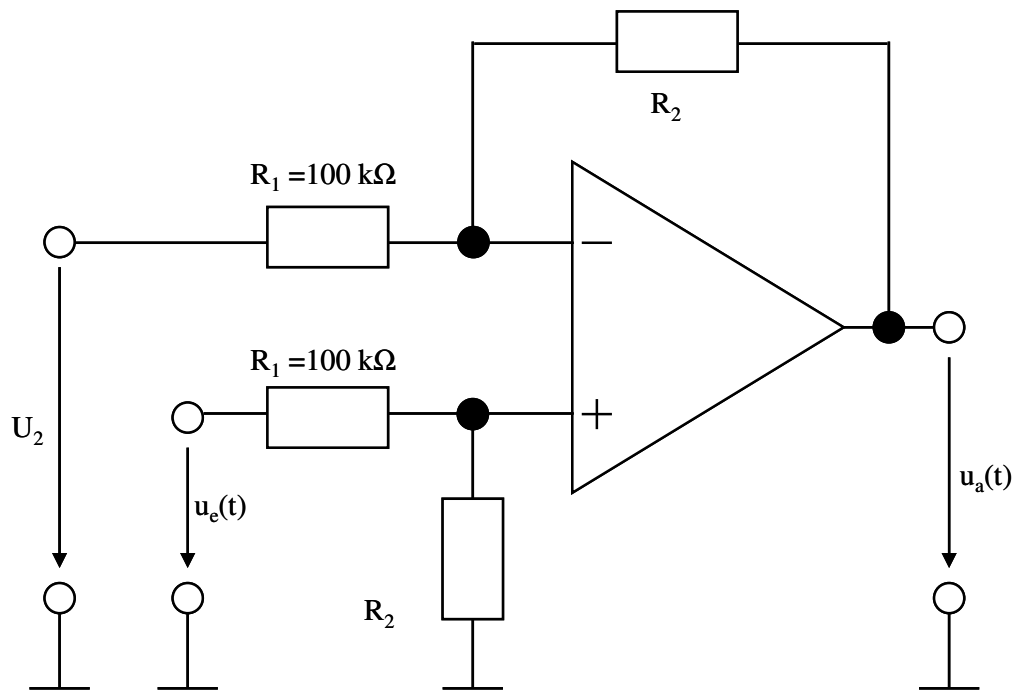 R₂
R₁ =100 kΩ
−
R₁ =100 kΩ
+
U₂
uₑ(t)
uₐ(t)
R₂